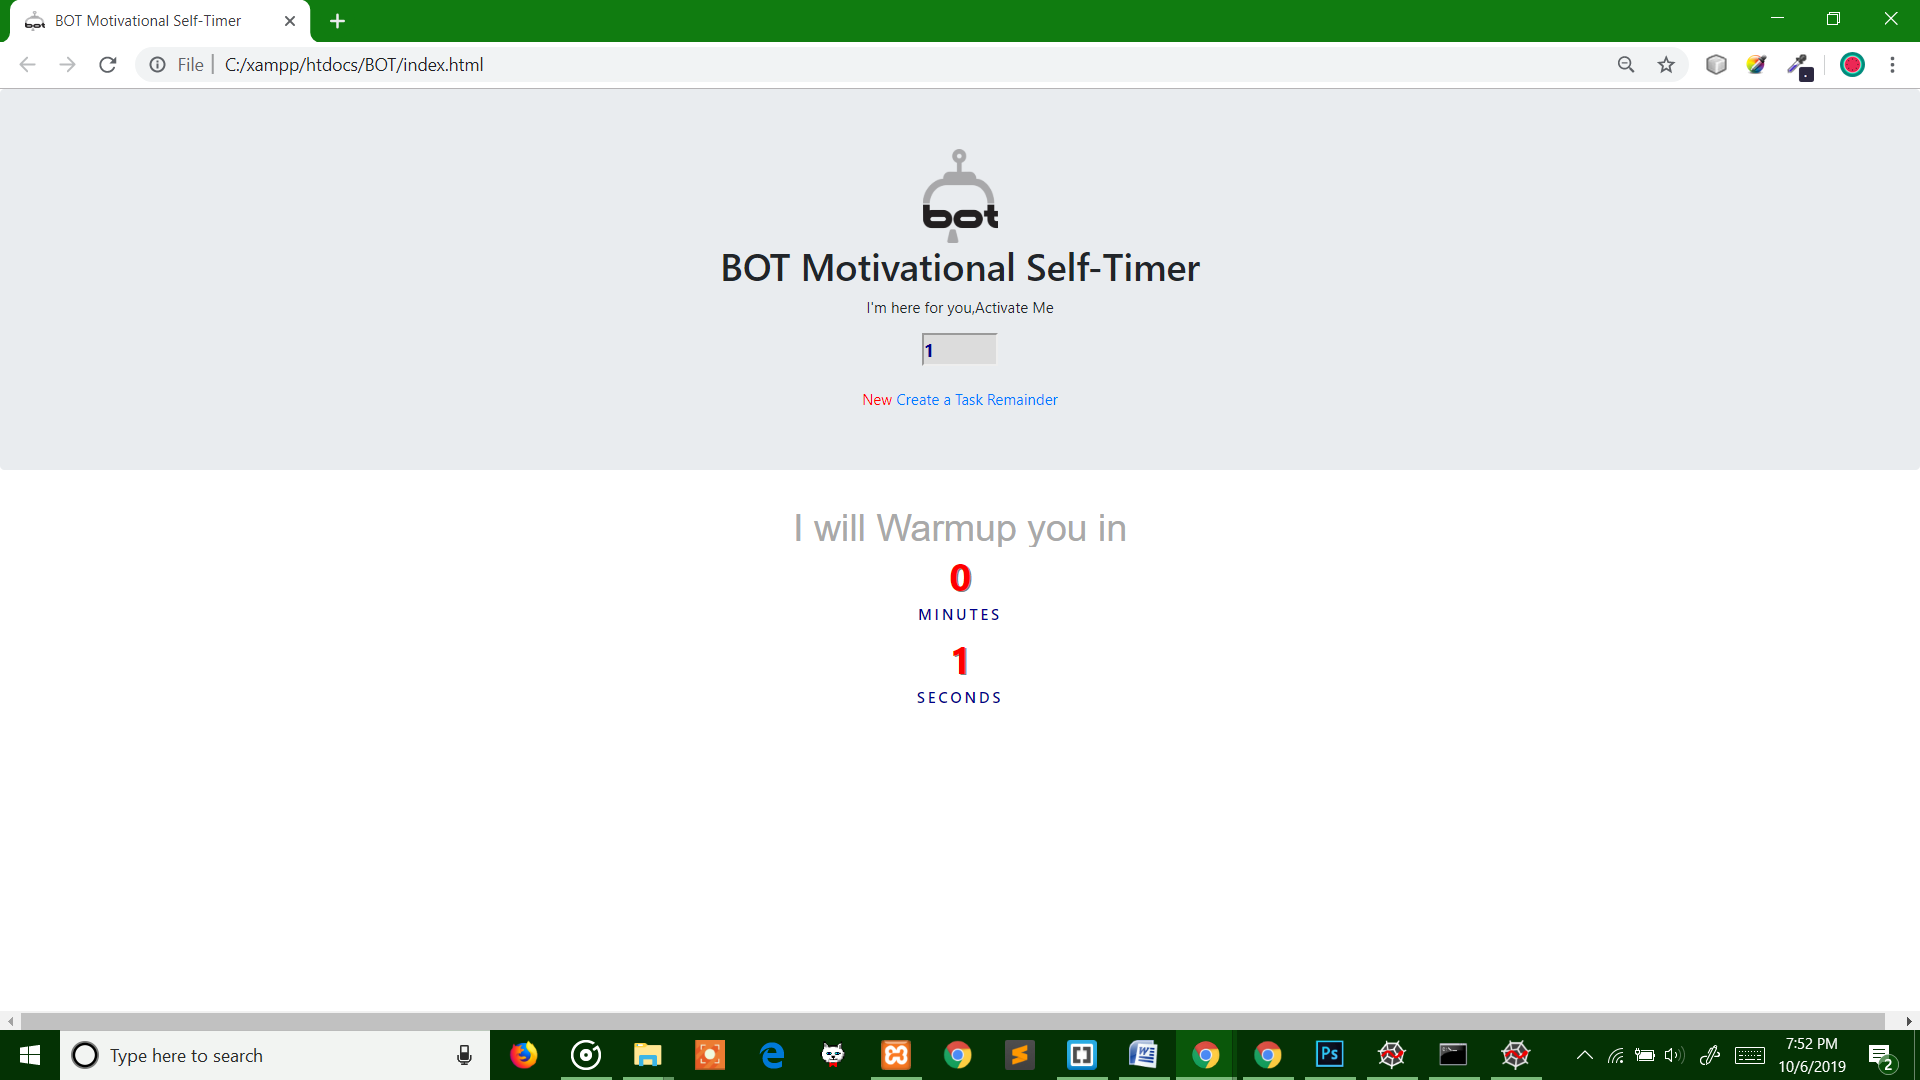 BOT Motivational Self-Timer
File
C:/xampp/htdocs/BOT/index.html
bot
BOT Motivational Self-Timer
I'm here for you,Activate Me
1
New Create a Task Remainder
I will Warmup you in
0
MINUTES
1
SECONDS
Type here to search
Ps
7:52 PM
10/6/2019
2